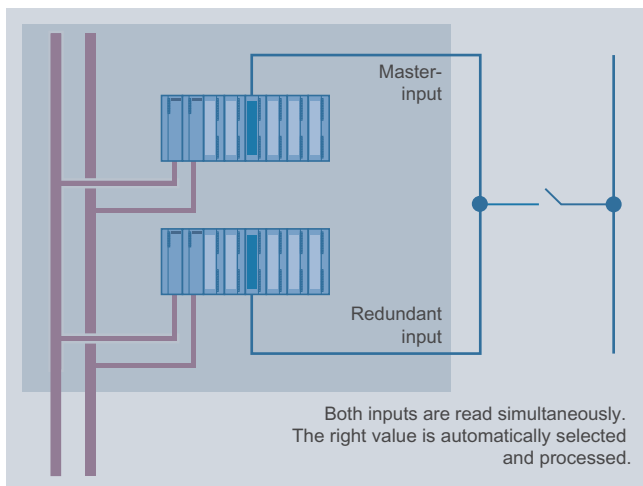 Master-
input
Redundant
input
Both inputs are read simultaneously.
The right value is automatically selected
and processed.